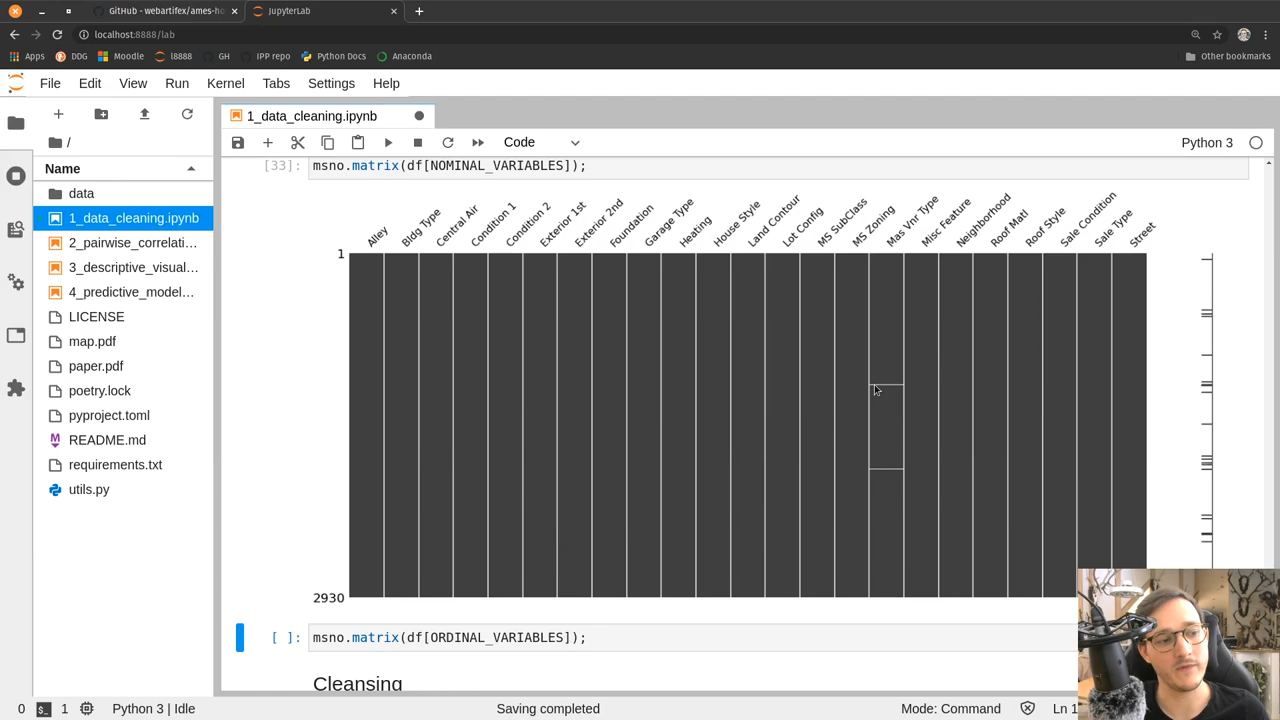 GitHub - webartifex/ames-ho
JupyterLab
localhost:8888/lab
Apps
DDG
Moodle
l8888
GH
IPP repo
Python Docs
Anaconda
Other bookmarks
File
Edit
View
Run
Kernel
Tabs
Settings
Help
1_data_cleaning.ipynb
/
Code
Python 3
Name
data
1_data_cleaning.ipynb
2_pairwise_correlati…
3_descriptive_visual…
4_predictive_model…
LICENSE
map.pdf
paper.pdf
poetry.lock
pyproject.toml
README.md
requirements.txt
utils.py
[33]:
msno.matrix(df[NOMINAL_VARIABLES]);
Alley
Bldg Type
Central Air
Condition 1
Condition 2
Exterior 1st
Exterior 2nd
Foundation
Garage Type
Heating
House Style
Land Contour
Lot Config
MS SubClass
MS Zoning
Mas Vnr Type
Misc Feature
Neighborhood
Roof Matl
Roof Style
Sale Condition
Sale Type
Street
1
2930
[ ]:
msno.matrix(df[ORDINAL_VARIABLES]);
Cleansing
0
1
Python 3 | Idle
Saving completed
Mode: Command
Ln 1